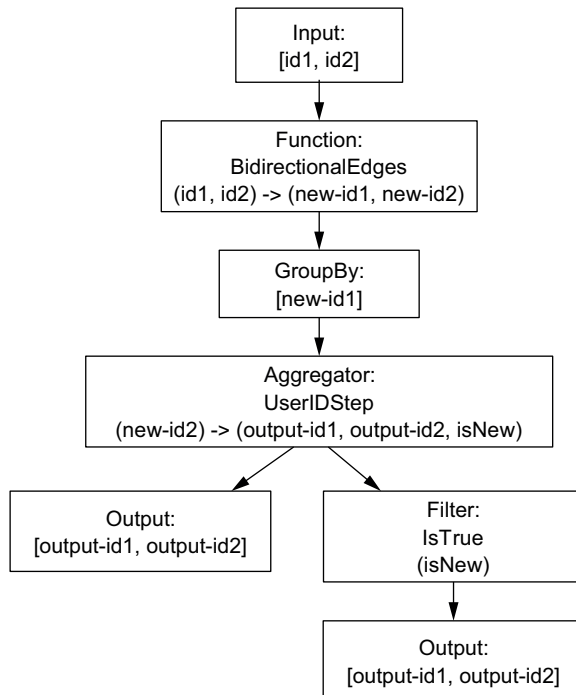 Input:
[id1, id2]
Function:
BidirectionalEdges
(id1, id2) -> (new-id1, new-id2)
GroupBy:
[new-id1]
Aggregator:
UserIDStep
(new-id2) -> (output-id1, output-id2, isNew)
Output:
[output-id1, output-id2]
Filter:
IsTrue
(isNew)
Output:
[output-id1, output-id2]